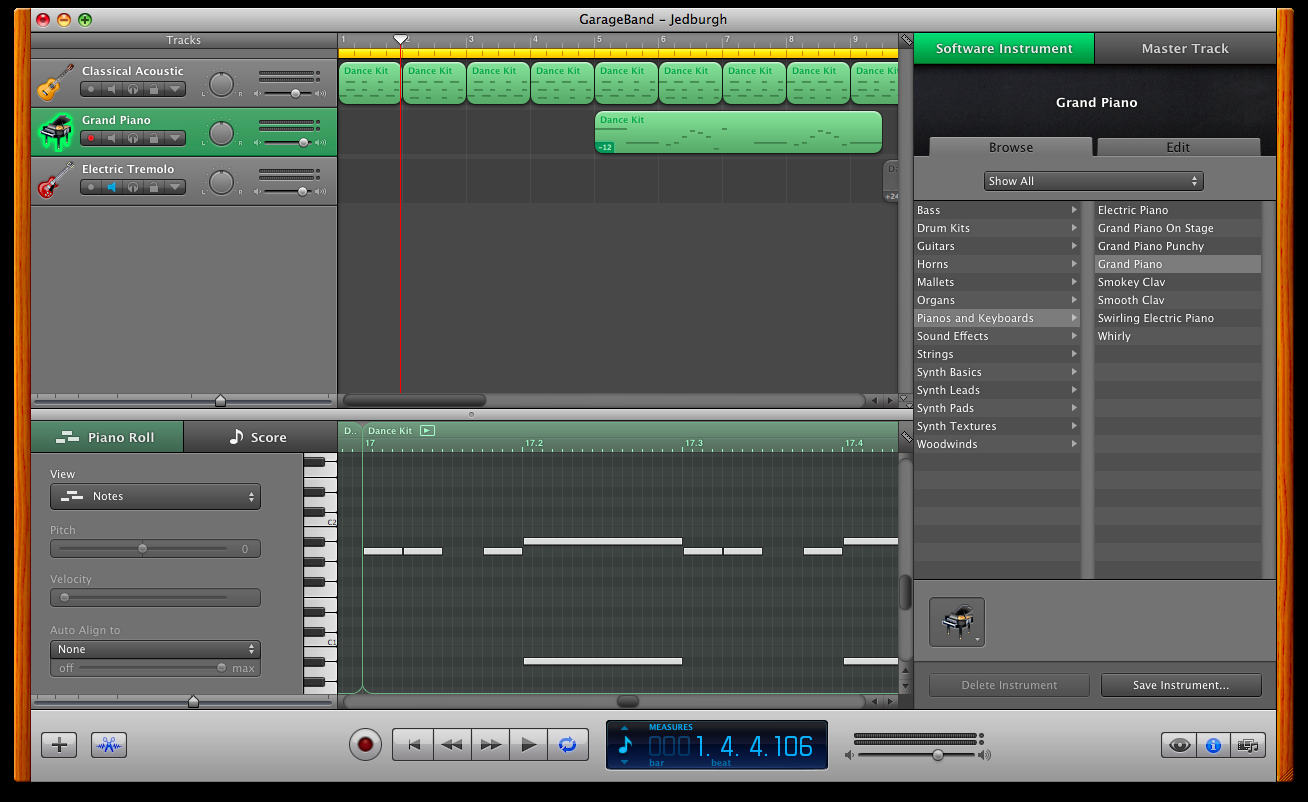 GarageBand – Jedburgh
Tracks
1 2 3 4 5 6 7 8 9
Software Instrument
Master Track
Classical Acoustic
L R
Dance Kit Dance Kit Dance Kit Dance Kit Dance Kit Dance Kit Dance Kit Dance Kit Dance Kit
Grand Piano
Grand Piano
L R
Dance Kit
-12
Browse
Edit
Electric Tremolo
L R
D:
+24
Show All
Bass
Drum Kits
Guitars
Horns
Mallets
Organs
Pianos and Keyboards
Sound Effects
Strings
Synth Basics
Synth Leads
Synth Pads
Synth Textures
Woodwinds
Electric Piano
Grand Piano On Stage
Grand Piano Punchy
Grand Piano
Smokey Clav
Smooth Clav
Swirling Electric Piano
Whirly
Piano Roll
Score
D.. Dance Kit
17 17.2 17.3 17.4
View
Notes
C2
Pitch
0
Velocity
Auto Align to
None
off max
C1
Delete Instrument
Save Instrument...
MEASURES
0001. 4. 4.106
bar beat